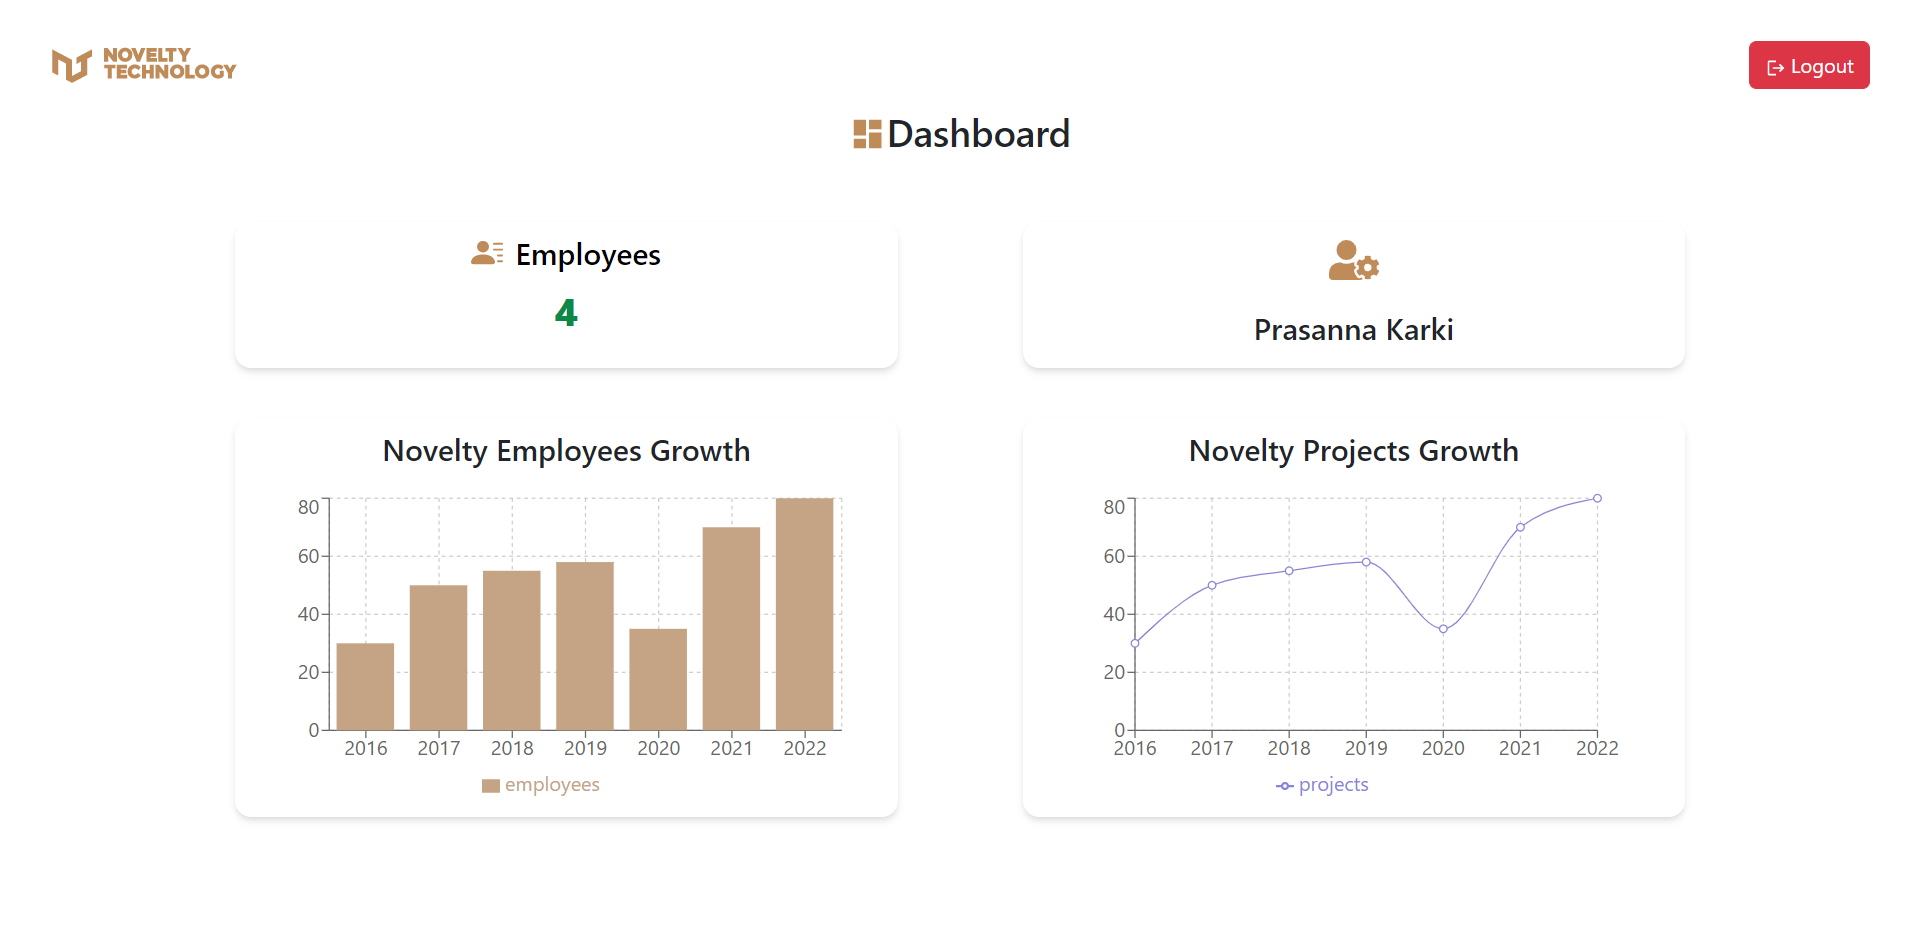 NOVELTY
TECHNOLOGY
Logout
Dashboard
Employees
4
Prasanna Karki
Novelty Employees Growth
80
60
40
20
0
2016 2017 2018 2019 2020 2021 2022
employees
Novelty Projects Growth
80
60
40
20
0
2016 2017 2018 2019 2020 2021 2022
projects